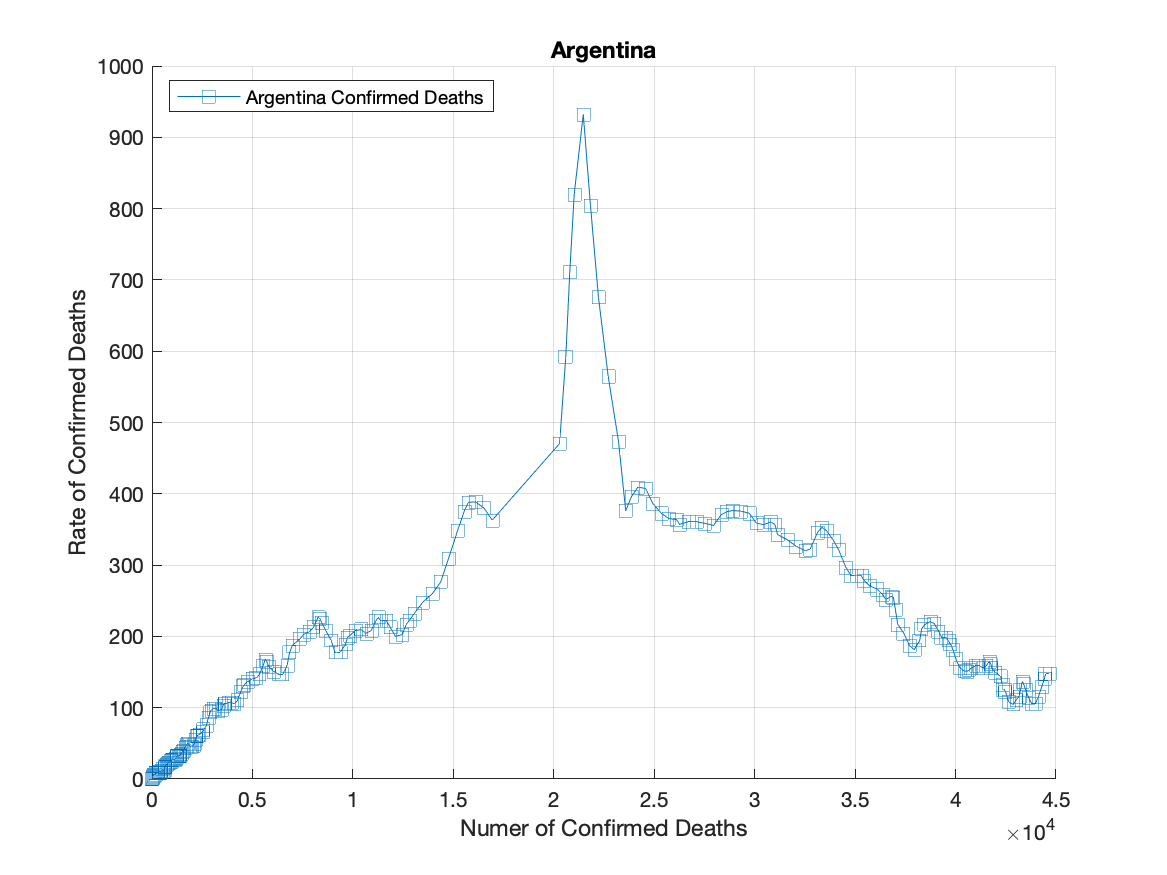 Argentina
Argentina Confirmed Deaths
Rate of Confirmed Deaths
1000
900
800
700
600
500
400
300
200
100
0
0 0.5 1 1.5 2 2.5 3 3.5 4 4.5
Numer of Confirmed Deaths
×10⁴